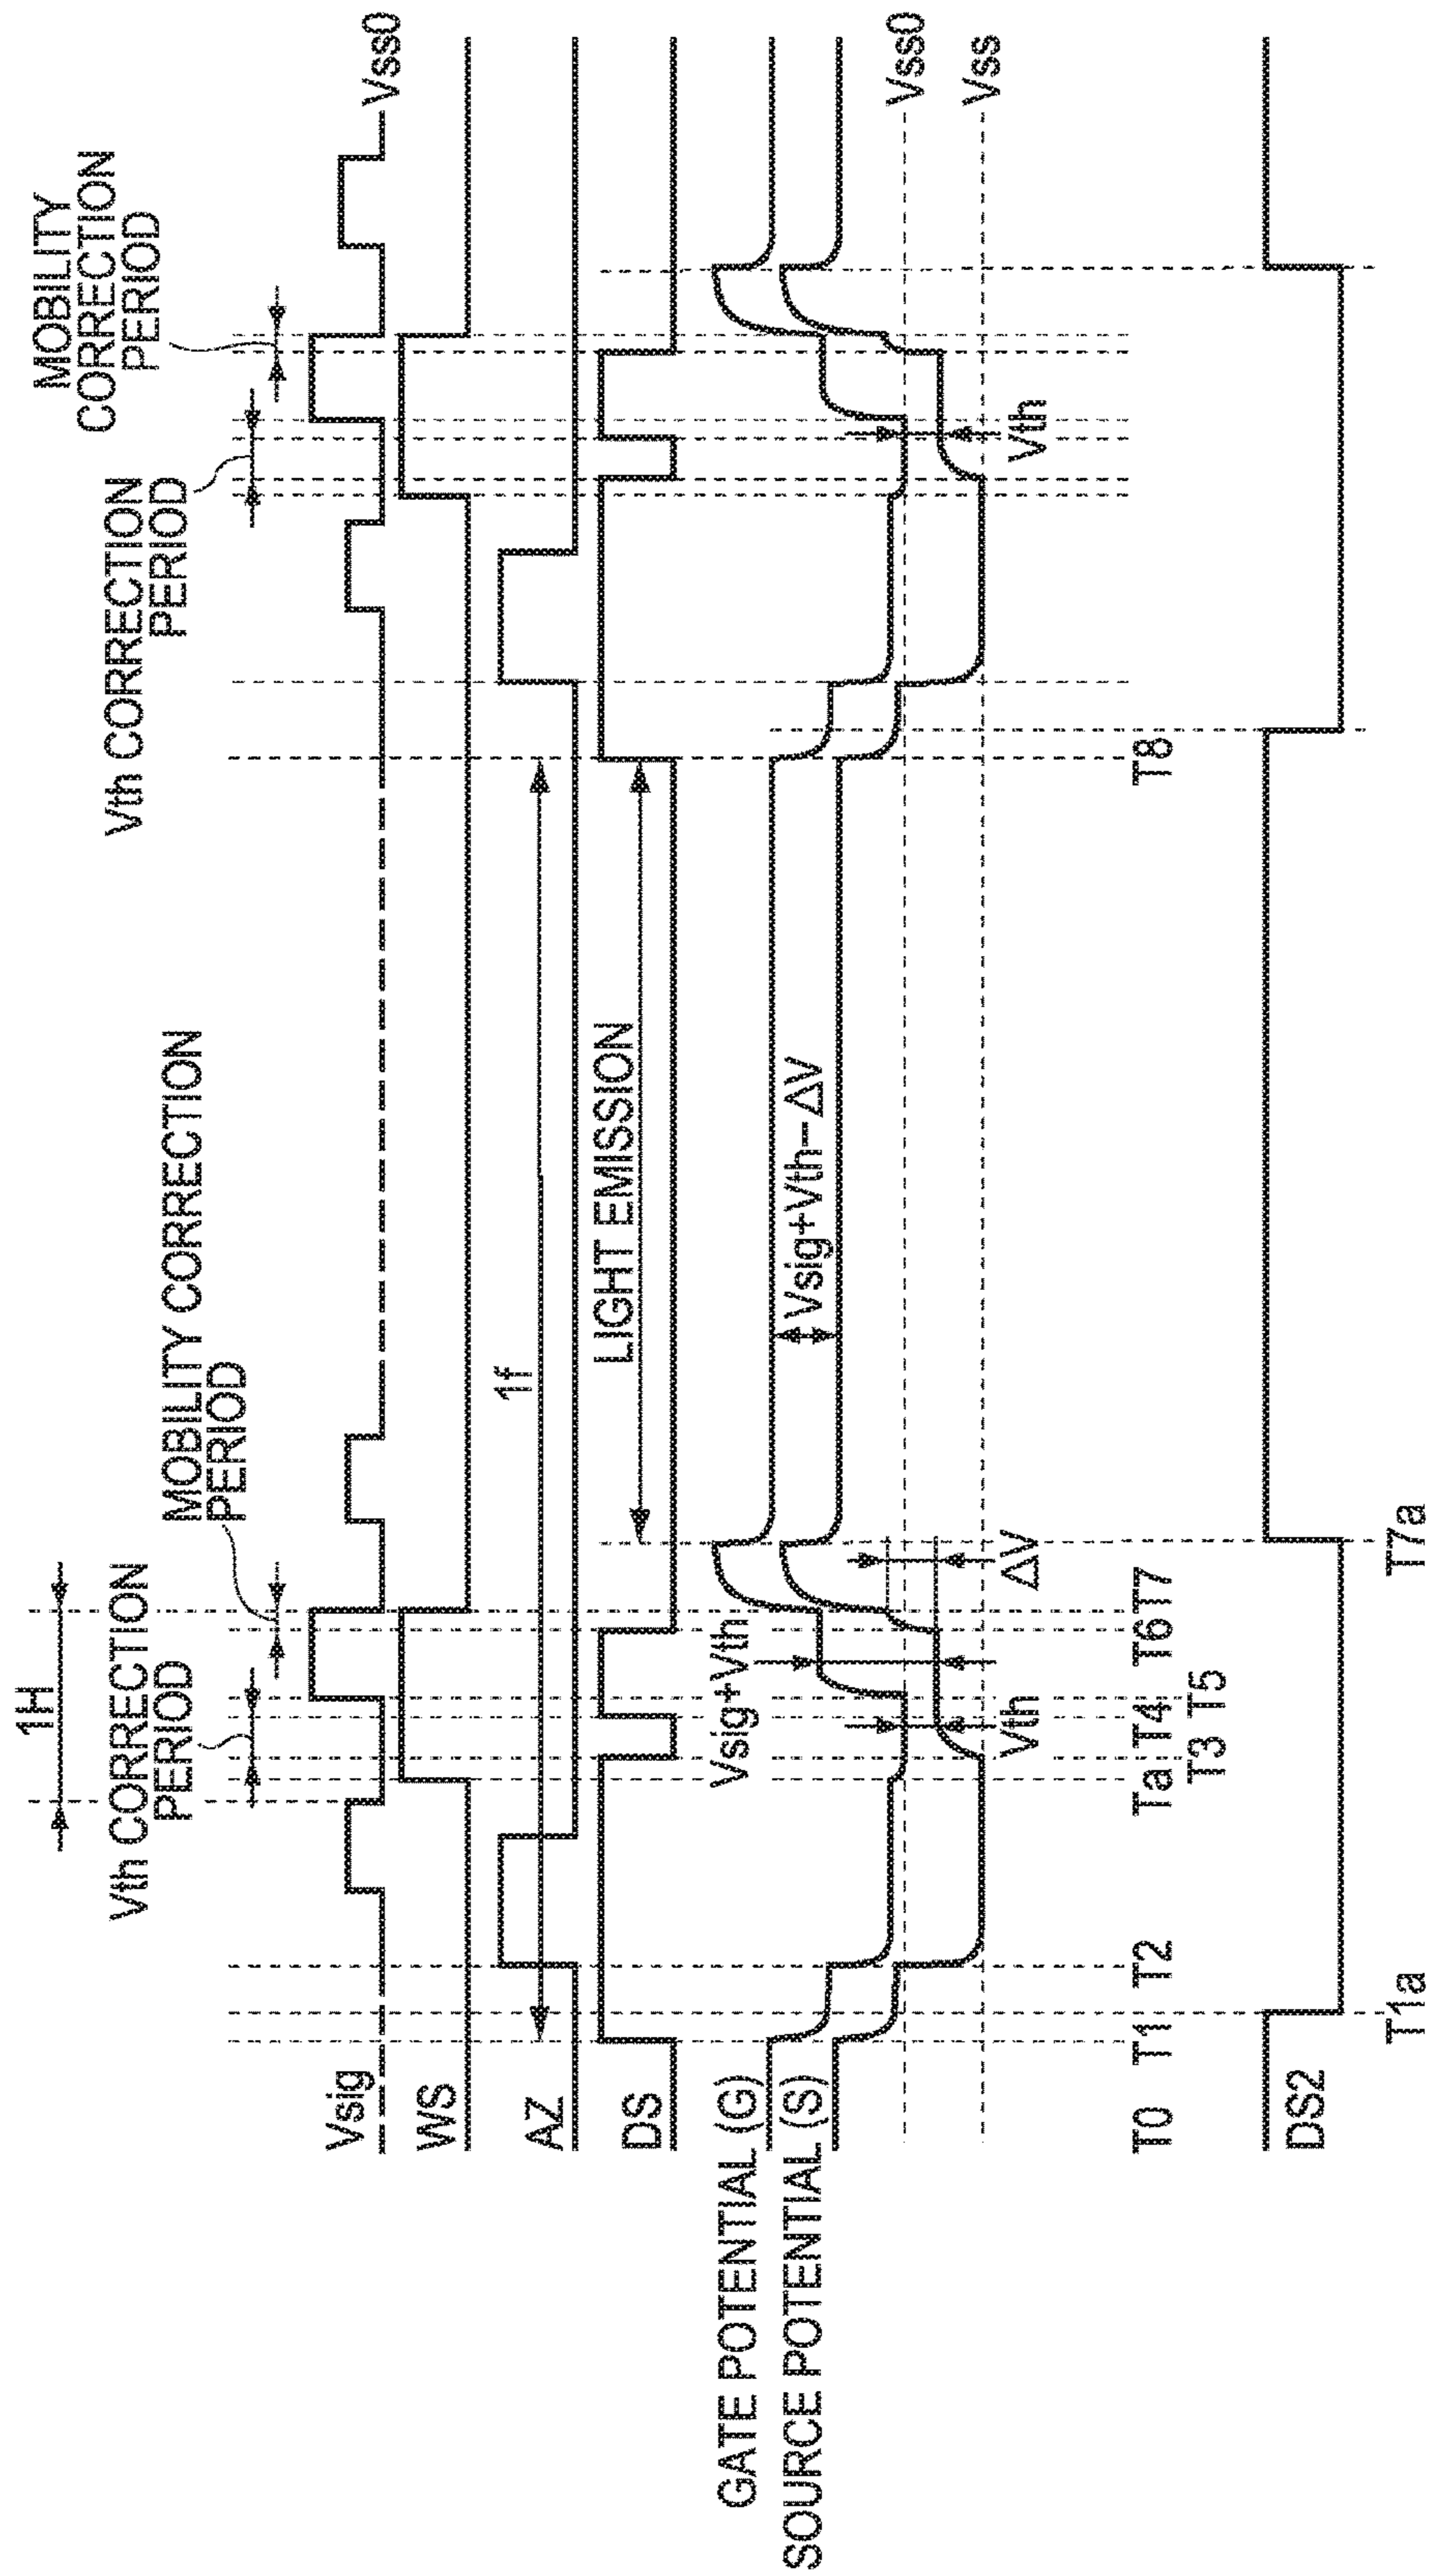 1H
Vth CORRECTION
PERIOD
MOBILITY CORRECTION
PERIOD
Vth CORRECTION
PERIOD
MOBILITY
CORRECTION
PERIOD
Vsig
Vss0
WS
AZ
1f
DS
LIGHT EMISSION
GATE POTENTIAL (G)
SOURCE POTENTIAL (S)
Vsig+Vth
Vsig+Vth−ΔV
Vss0
Vss
Vth
ΔV
Vth
T0 T1 T2 Ta T4 T6 T7 T8
T3 T5
DS2
T1a T7a